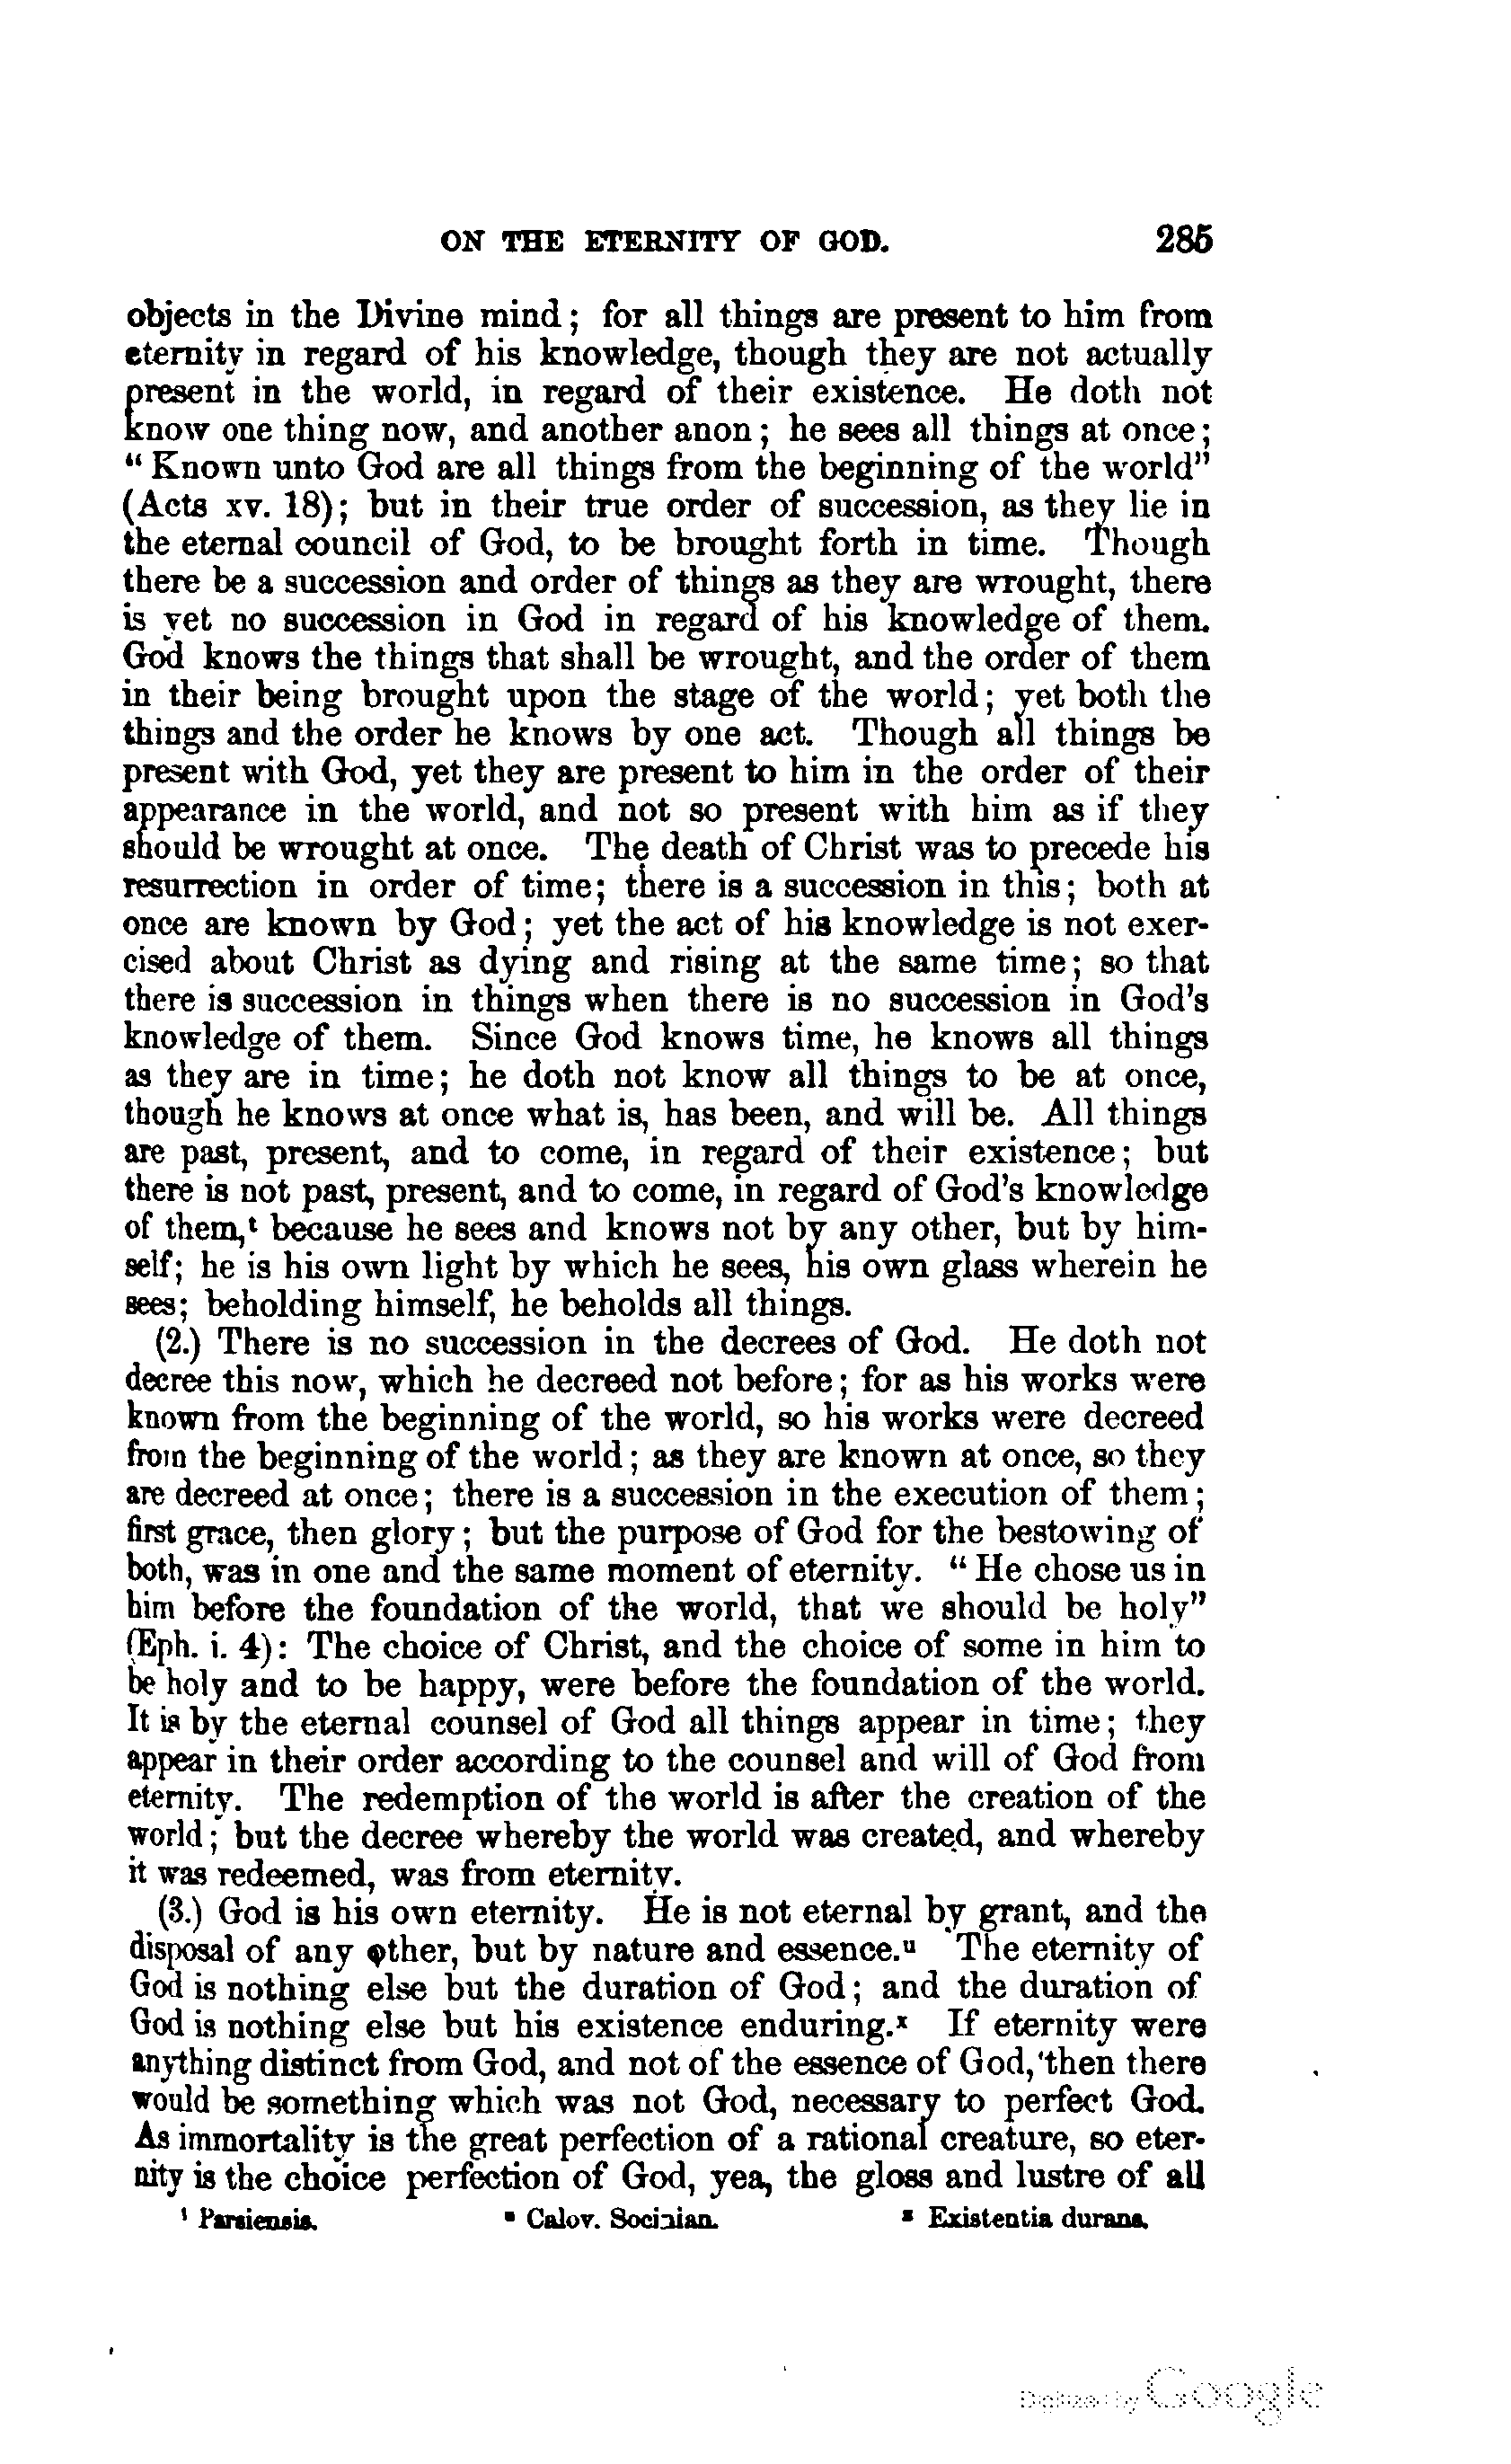 ON THE ETERNITY OF GOD. 285
objects in the Divine mind; for all things are present to him from
eternity in regard of his knowledge, though they are not actually
present in the world, in regard of their existence. He doth not
know one thing now, and another anon; he sees all things at once;
“Known unto God are all things from the beginning of the world”
(Acts xv. 18); but in their true order of succession, as they lie in
the eternal council of God, to be brought forth in time. Though
there be a succession and order of things as they are wrought, there
is yet no succession in God in regard of his knowledge of them.
God knows the things that shall be wrought, and the order of them
in their being brought upon the stage of the world; yet both the
things and the order he knows by one act. Though all things be
present with God, yet they are present to him in the order of their
appearance in the world, and not so present with him as if they
should be wrought at once. The death of Christ was to precede his
resurrection in order of time; there is a succession in this; both at
once are known by God; yet the act of his knowledge is not exer-
cised about Christ as dying and rising at the same time; so that
there is succession in things when there is no succession in God's
knowledge of them. Since God knows time, he knows all things
as they are in time; he doth not know all things to be at once,
though he knows at once what is, has been, and will be. All things
are past, present, and to come, in regard of their existence; but
there is not past, present, and to come, in regard of God's knowledge
of them,ᵗ because he sees and knows not by any other, but by him-
self; he is his own light by which he sees, his own glass wherein he
sees; beholding himself, he beholds all things.
(2.) There is no succession in the decrees of God. He doth not
decree this now, which he decreed not before; for as his works were
known from the beginning of the world, so his works were decreed
from the beginning of the world; as they are known at once, so they
are decreed at once; there is a succession in the execution of them;
first grace, then glory; but the purpose of God for the bestowing of
both, was in one and the same moment of eternity. “He chose us in
him before the foundation of the world, that we should be holy”
(Eph. i. 4): The choice of Christ, and the choice of some in him to
be holy and to be happy, were before the foundation of the world.
It is by the eternal counsel of God all things appear in time; they
appear in their order according to the counsel and will of God from
eternity. The redemption of the world is after the creation of the
world; but the decree whereby the world was created, and whereby
it was redeemed, was from eternity.
(3.) God is his own eternity. He is not eternal by grant, and the
disposal of any other, but by nature and essence.ᵘ The eternity of
God is nothing else but the duration of God; and the duration of
God is nothing else but his existence enduring.ˣ If eternity were
anything distinct from God, and not of the essence of God, then there
would be something which was not God, necessary to perfect God.
As immortality is the great perfection of a rational creature, so eter-
nity is the choice perfection of God, yea, the gloss and lustre of all
ᵗ Parsiensis. ᵘ Calov. Socinian. ˣ Existentia durans.
Digitized by Google